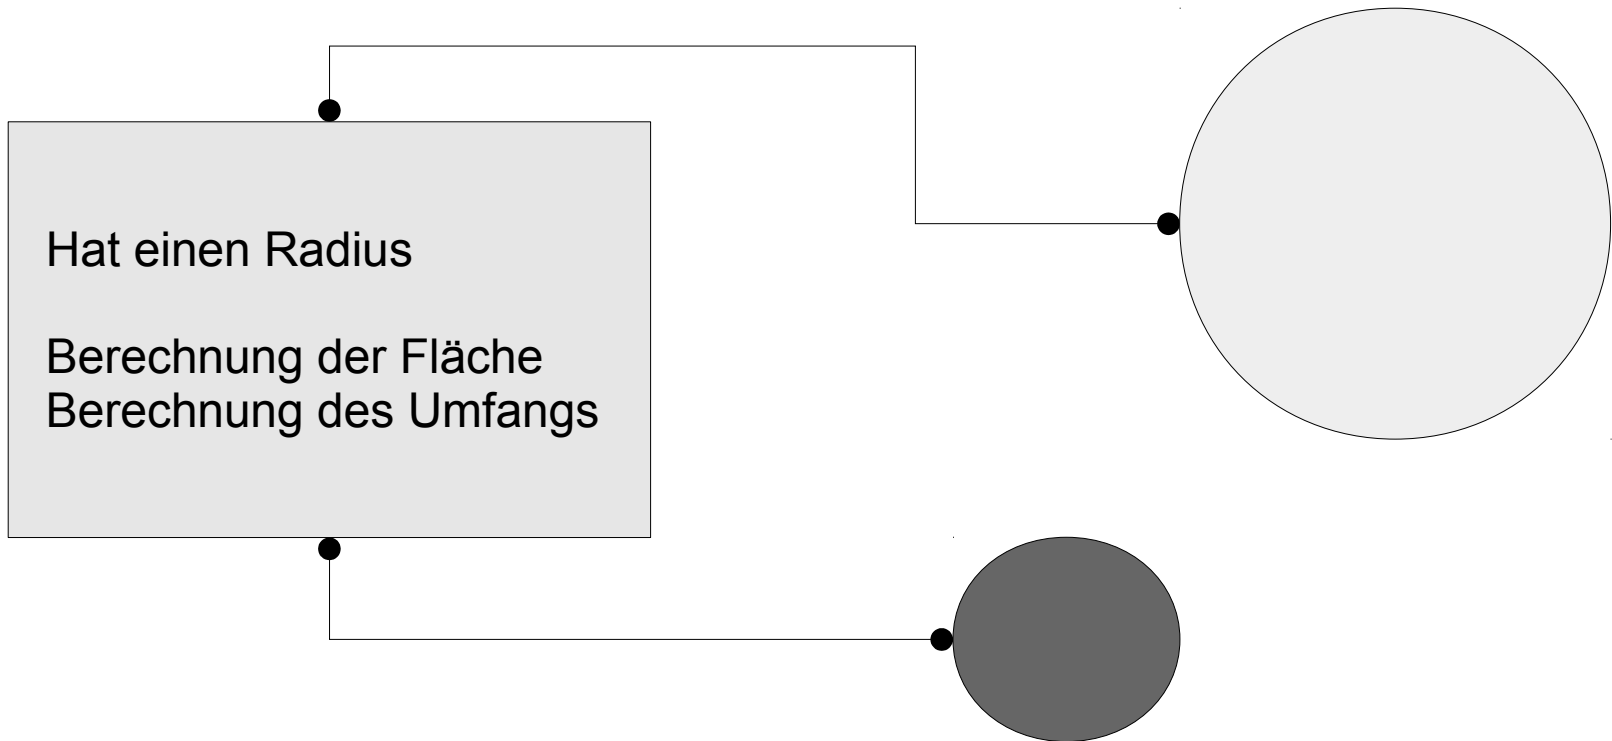 Hat einen Radius
Berechnung der Fläche
Berechnung des Umfangs